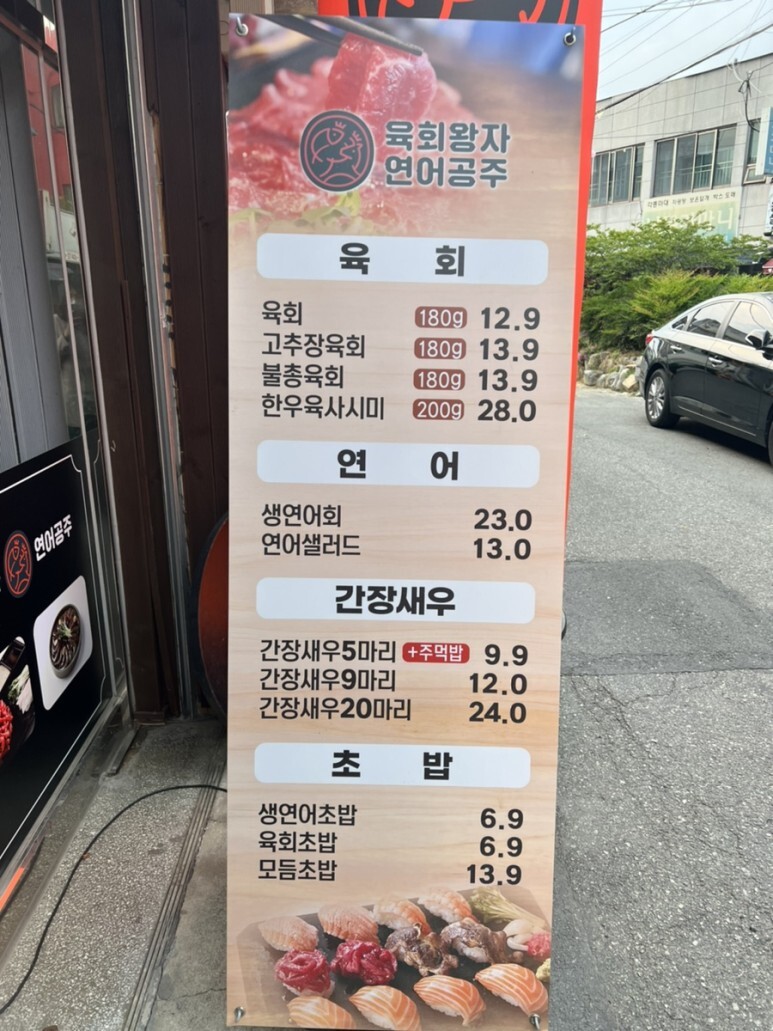 육회왕자
연어공주
육 회
육회 180g 12.9
고추장육회 180g 13.9
불총육회 180g 13.9
한우육사시미 200g 28.0
연 어
생연어회 23.0
연어샐러드 13.0
간장새우
간장새우5마리 +주먹밥 9.9
간장새우9마리 12.0
간장새우20마리 24.0
초 밥
생연어초밥 6.9
육회초밥 6.9
모듬초밥 13.9
연어공주